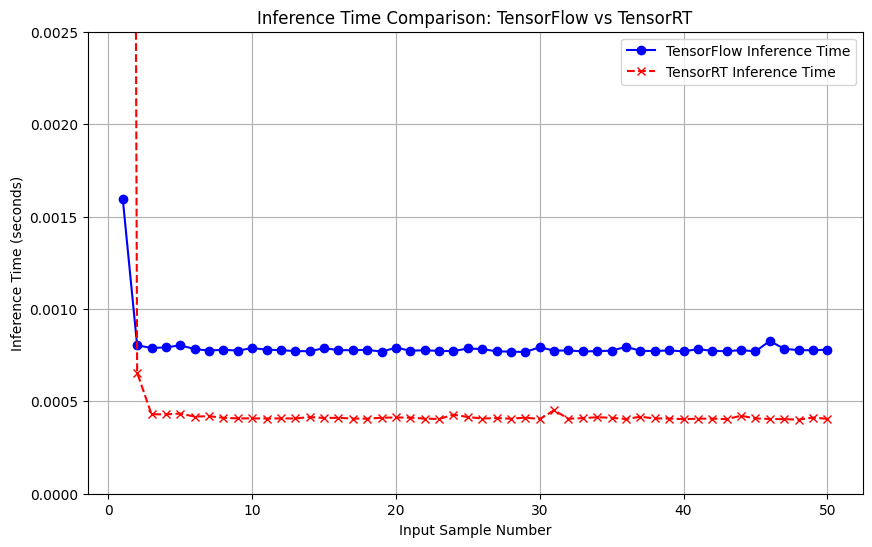 Inference Time Comparison: TensorFlow vs TensorRT
TensorFlow Inference Time
TensorRT Inference Time
Inference Time (seconds)
0.0025
0.0020
0.0015
0.0010
0.0005
0.0000
0 10 20 30 40 50
Input Sample Number